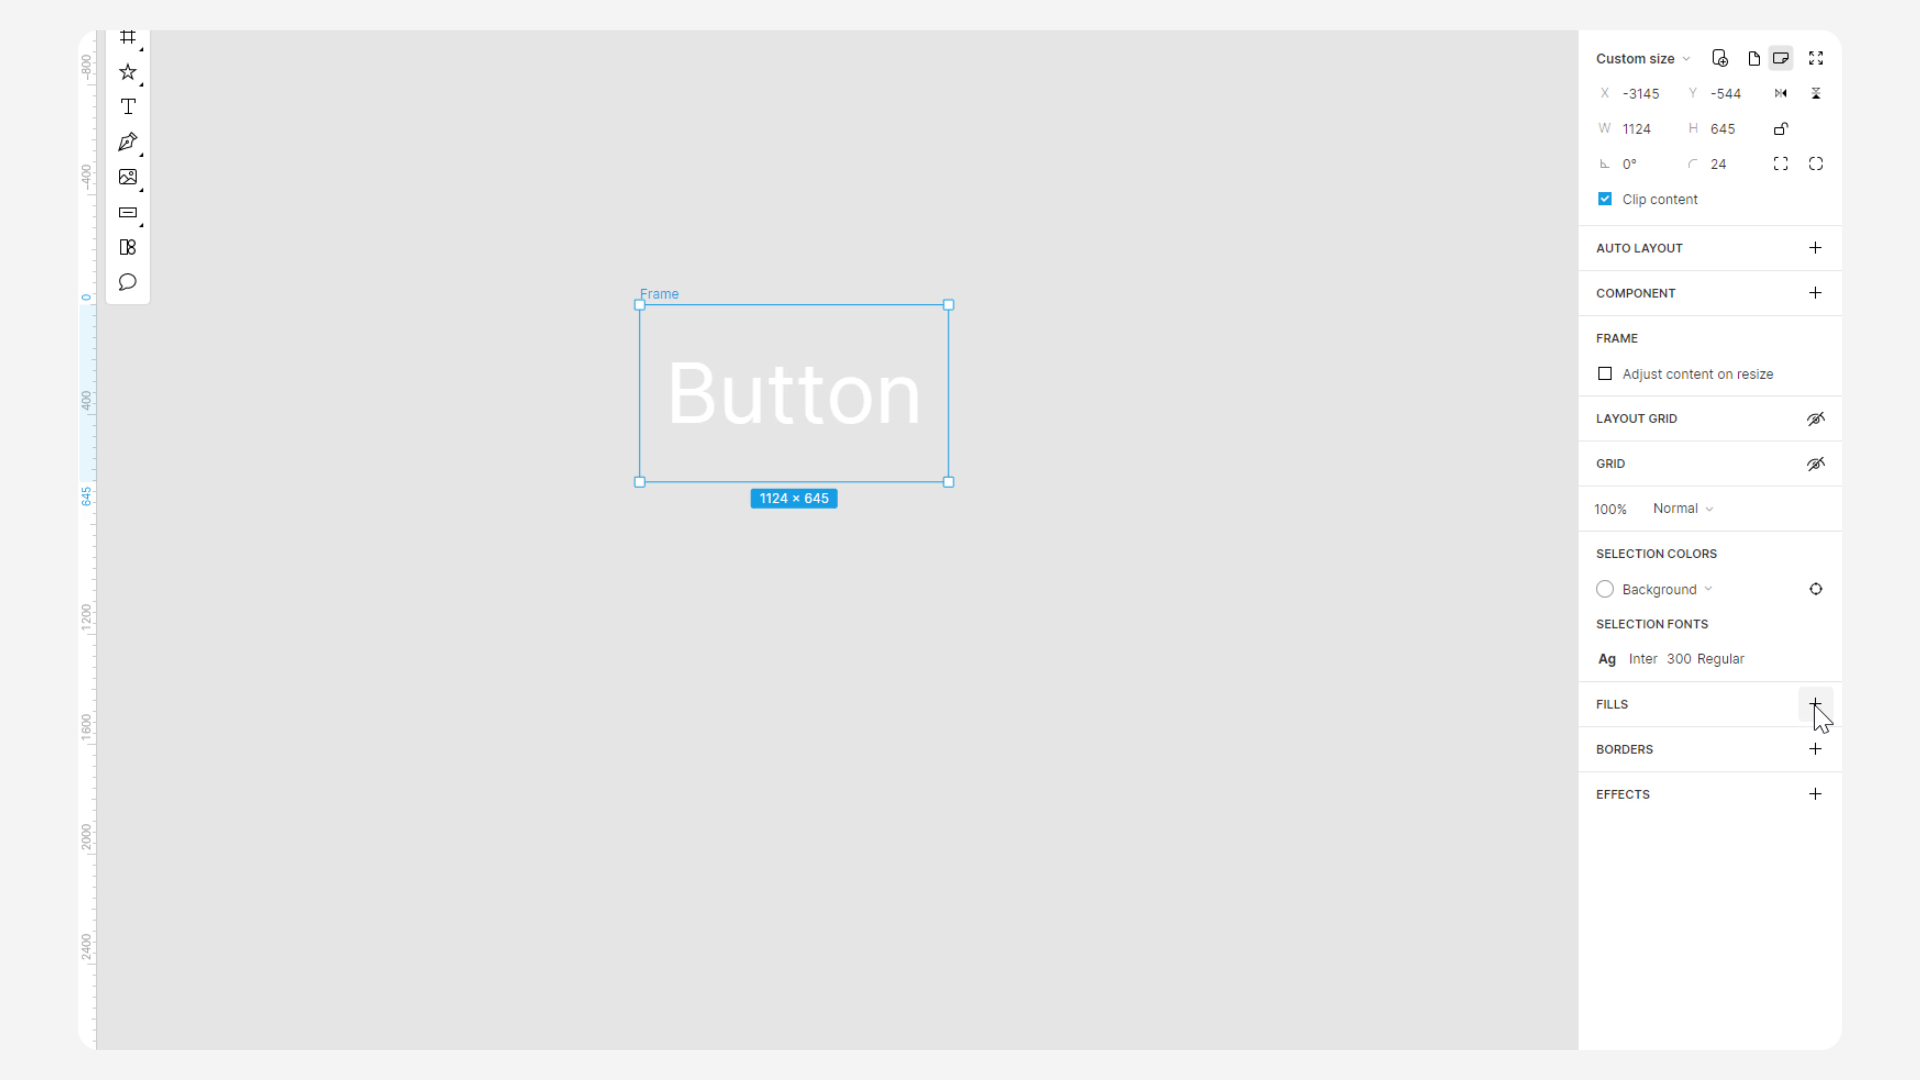 -800
-400
0
400
645
1200
1600
2000
2400
Frame
Button
1124 × 645
Custom size
X -3145 Y -544
W 1124 H 645
0° 24
Clip content
AUTO LAYOUT
COMPONENT
FRAME
Adjust content on resize
LAYOUT GRID
GRID
100% Normal
SELECTION COLORS
Background
SELECTION FONTS
Ag Inter 300 Regular
FILLS
BORDERS
EFFECTS